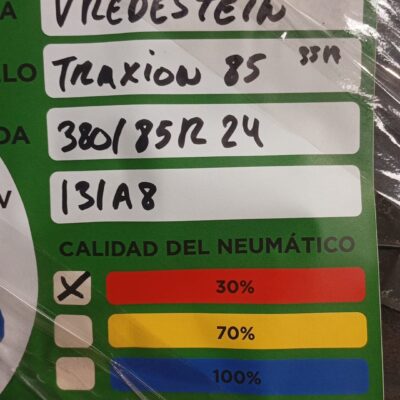 A VREDESTEIN
LO TRAXION 85
DA 380/85R 24
V 131A8
CALIDAD DEL NEUMÁTICO
X 30%
70%
100%